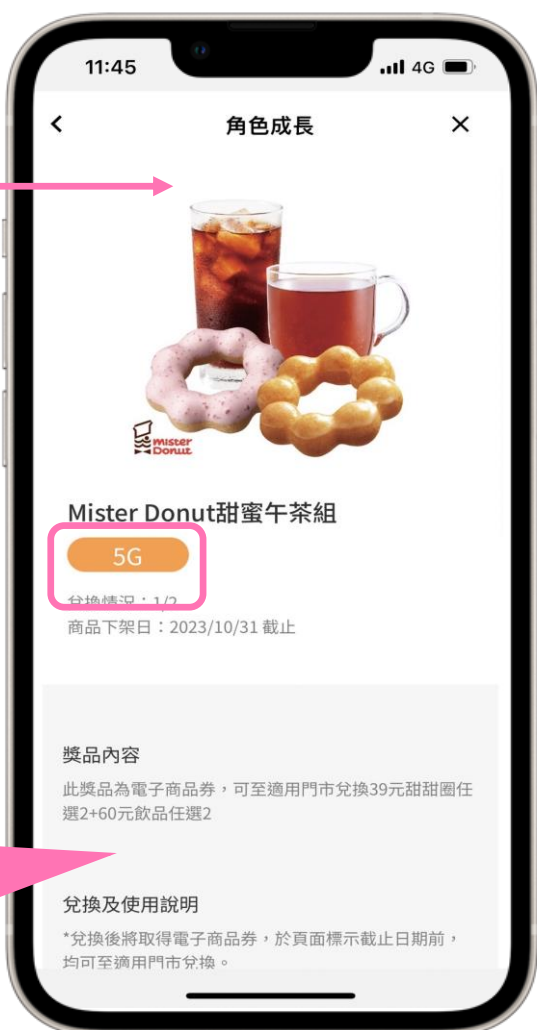 11:45
4G
角色成長
mister
Donut
Mister Donut甜蜜午茶組
5G
兌換情況：1/2
商品下架日：2023/10/31 截止
獎品內容
此獎品為電子商品券，可至適用門市兌換39元甜甜圈任
選2+60元飲品任選2
兌換及使用說明
*兌換後將取得電子商品券，於頁面標示截止日期前，
均可至適用門市兌換。